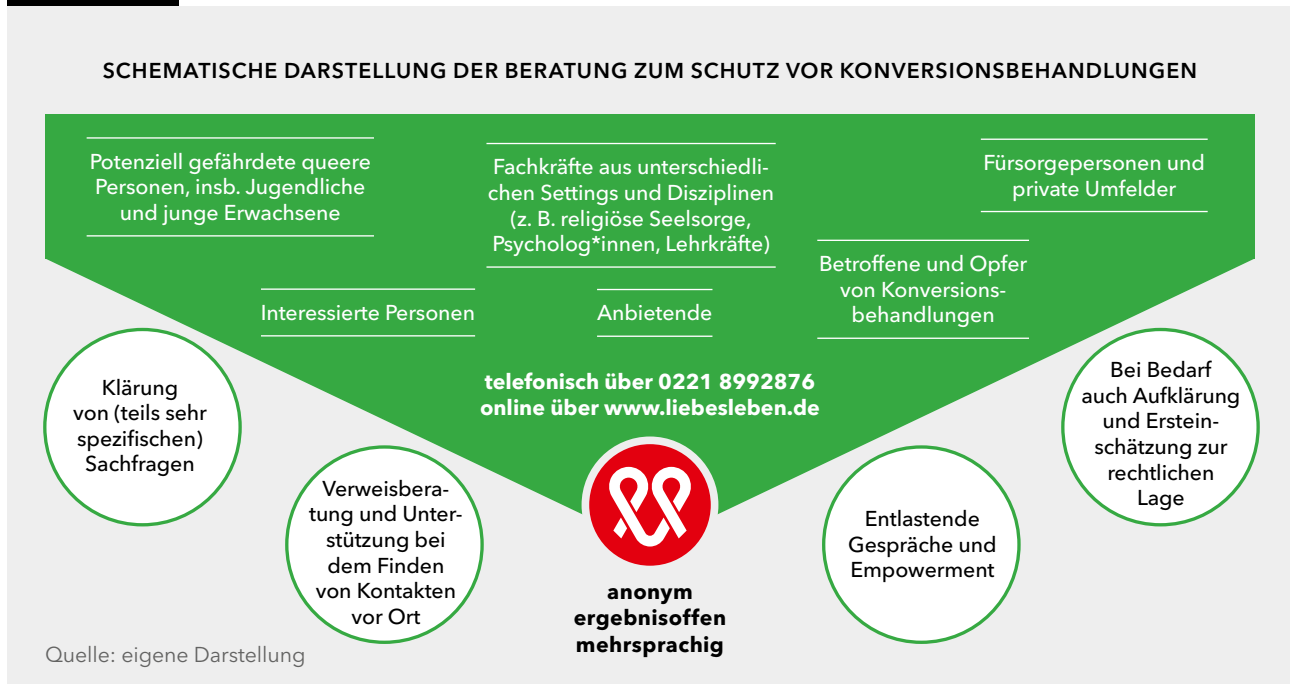 SCHEMATISCHE DARSTELLUNG DER BERATUNG ZUM SCHUTZ VOR KONVERSIONSBEHANDLUNGEN
Potenziell gefährdete queere
Personen, insb. Jugendliche
und junge Erwachsene
Fachkräfte aus unterschiedli-
chen Settings und Disziplinen
(z. B. religiöse Seelsorge,
Psycholog*innen, Lehrkräfte)
Fürsorgepersonen und
private Umfelder
Interessierte Personen
Anbietende
Betroffene und Opfer
von Konversions-
behandlungen
telefonisch über 0221 8992876
online über www.liebesleben.de
Klärung
von (teils sehr
spezifischen)
Sachfragen
Verweisbera-
tung und Unter-
stützung bei
dem Finden
von Kontakten
vor Ort
anonym
ergebnisoffen
mehrsprachig
Entlastende
Gespräche und
Empowerment
Bei Bedarf
auch Aufklärung
und Erstein-
schätzung zur
rechtlichen
Lage
Quelle: eigene Darstellung